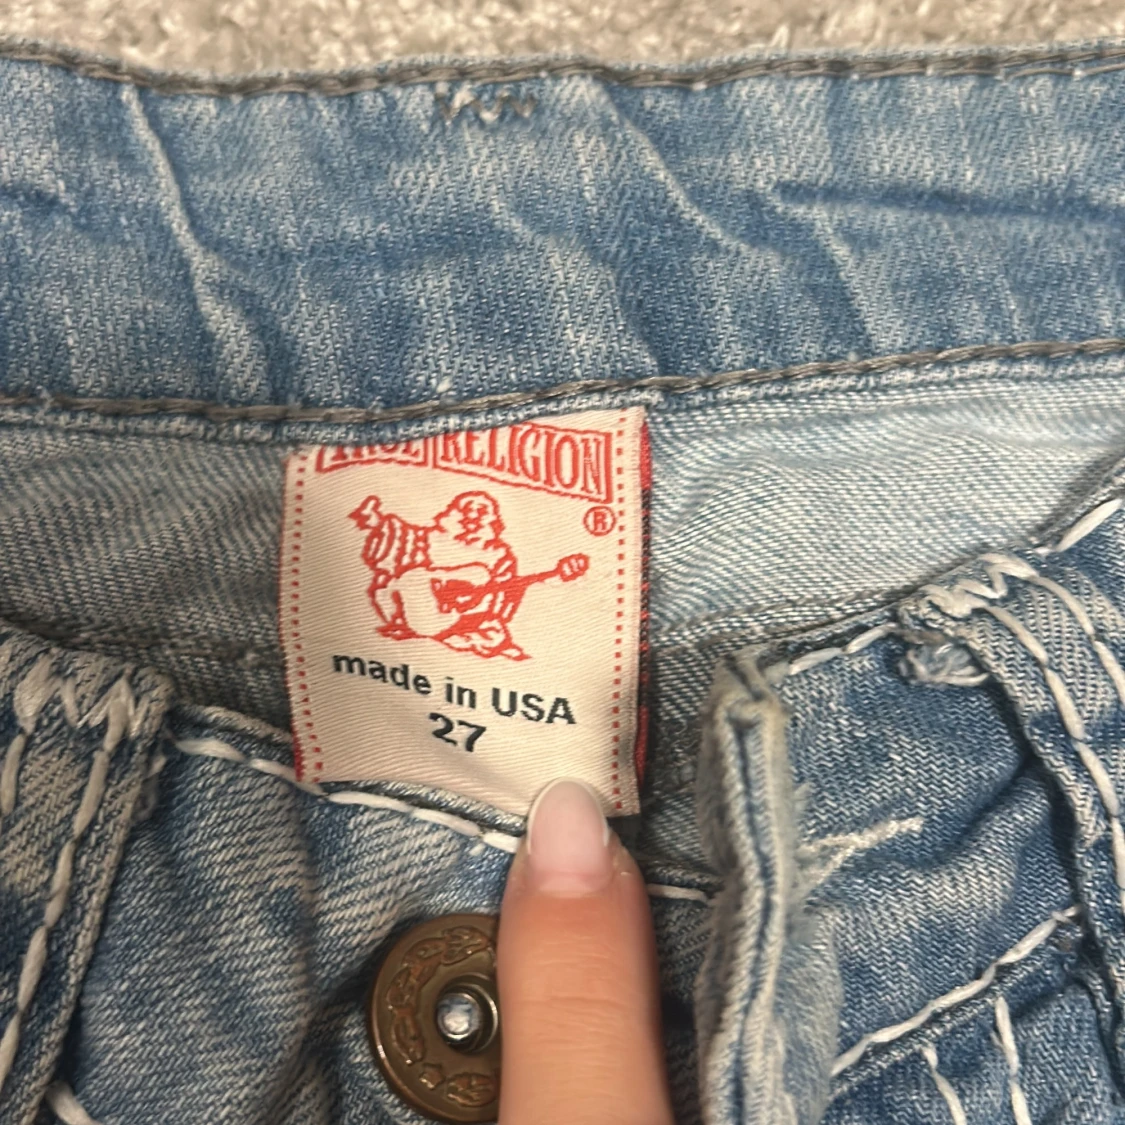 TRUE RELIGION
®
made in USA
27